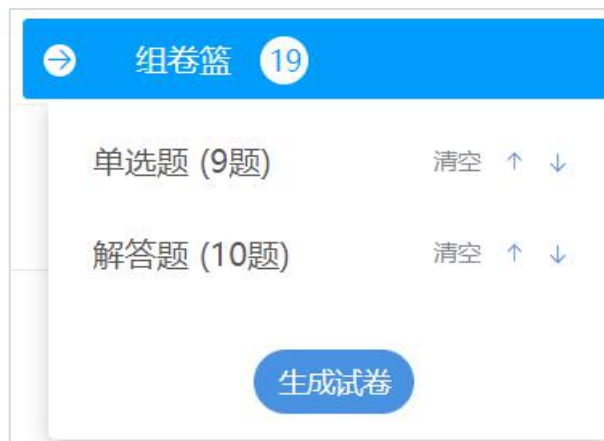 组卷篮 19
单选题 (9题) 清空 ↑ ↓
解答题 (10题) 清空 ↑ ↓
生成试卷